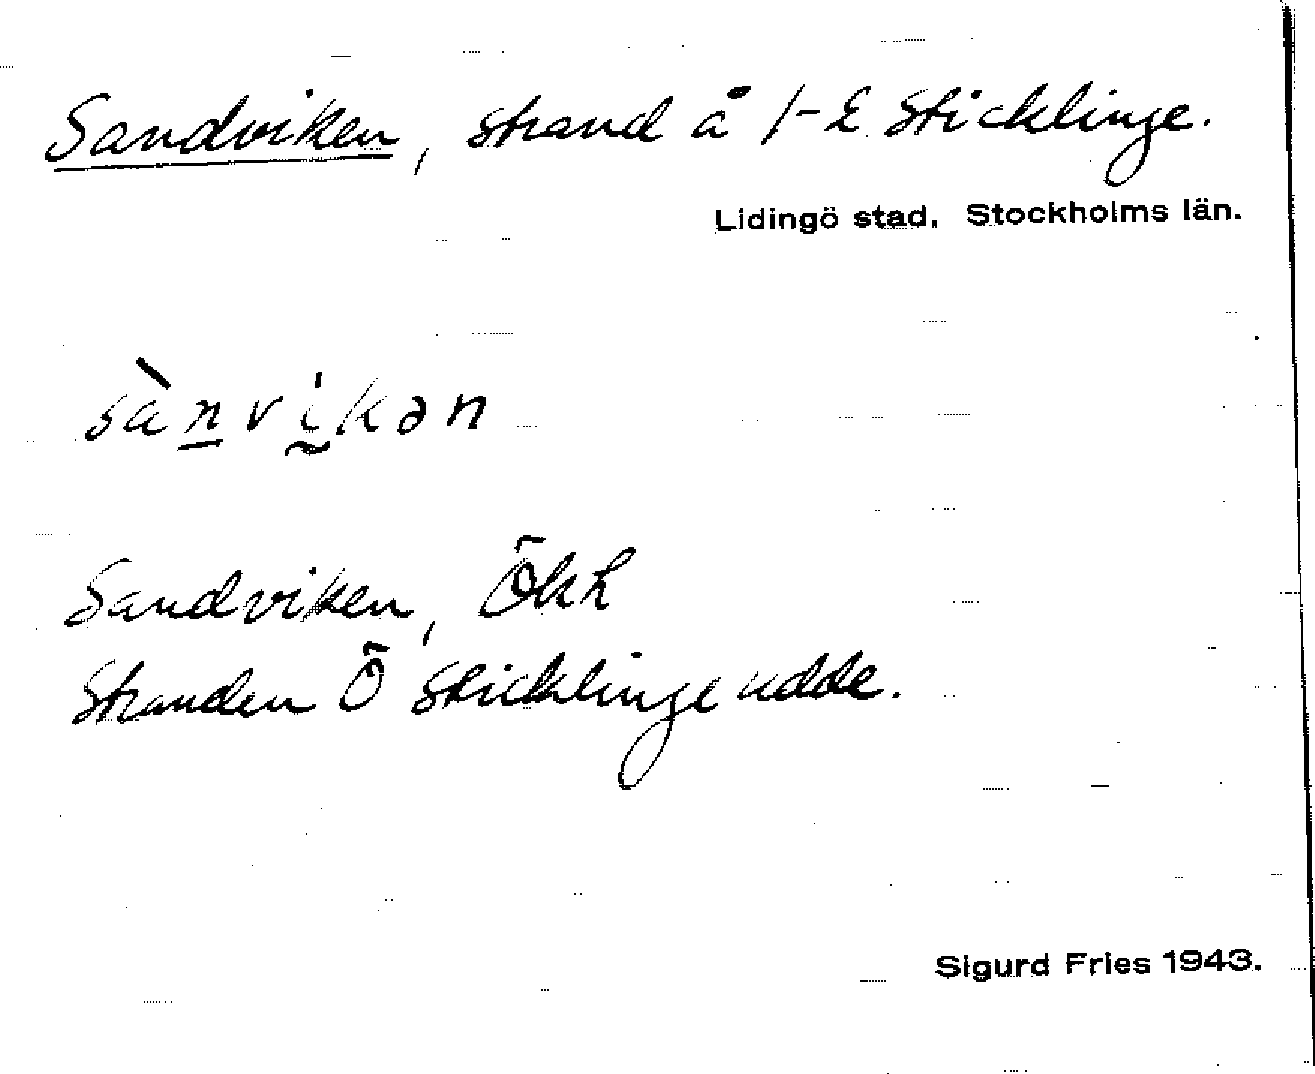 Sandviken, strand å 1-2 Sticklinge.
Lidingö stad. Stockholms län.
sànvikən
Sandviken, Ökh
Stranden Ö Sticklinge udde.
Sigurd Fries 1943.